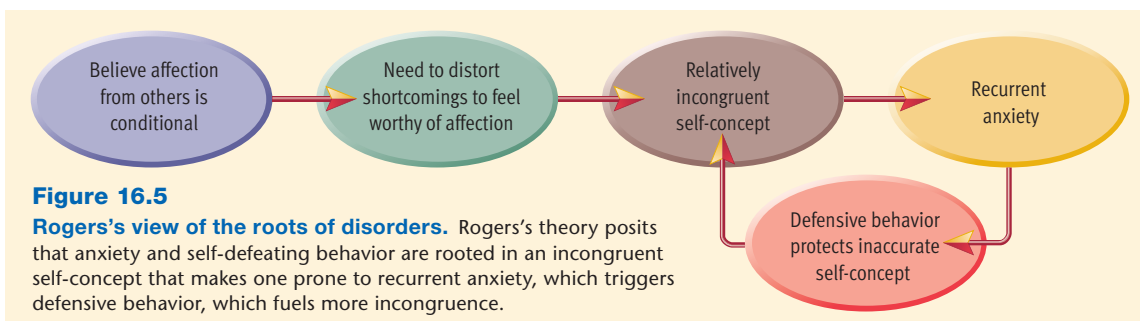 Believe affection
from others is
conditional
Need to distort
shortcomings to feel
worthy of affection
Relatively
incongruent
self-concept
Recurrent
anxiety
Defensive behavior
protects inaccurate
self-concept
Figure 16.5
Rogers's view of the roots of disorders. Rogers's theory posits
that anxiety and self-defeating behavior are rooted in an incongruent
self-concept that makes one prone to recurrent anxiety, which triggers
defensive behavior, which fuels more incongruence.